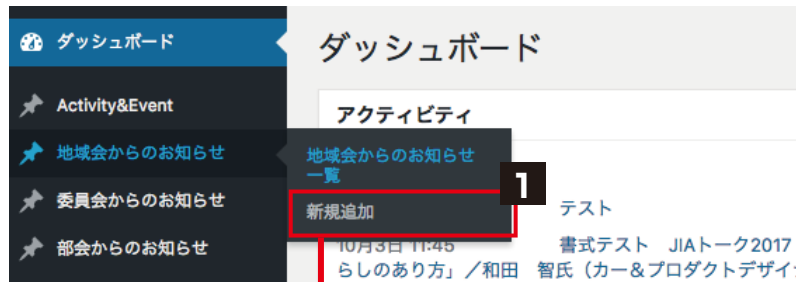 ダッシュボード
ダッシュボード
Activity&Event
アクティビティ
地域会からのお知らせ
地域会からのお知らせ
一覧
1
委員会からのお知らせ
新規追加
テスト
部会からのお知らせ
10月3日 11:45 書式テスト JIAトーク2017
らしのあり方」／和田 智氏（カー＆プロダクトデザイ